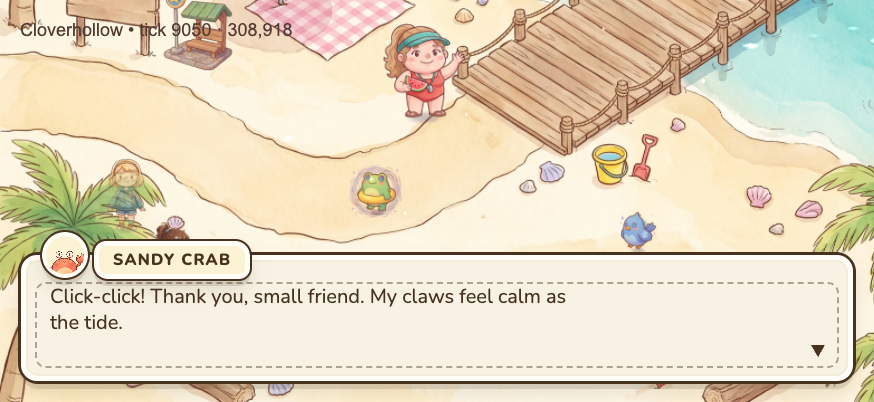 Cloverhollow • tick 9050 · 308,918
SANDY CRAB
Click-click! Thank you, small friend. My claws feel calm as
the tide.